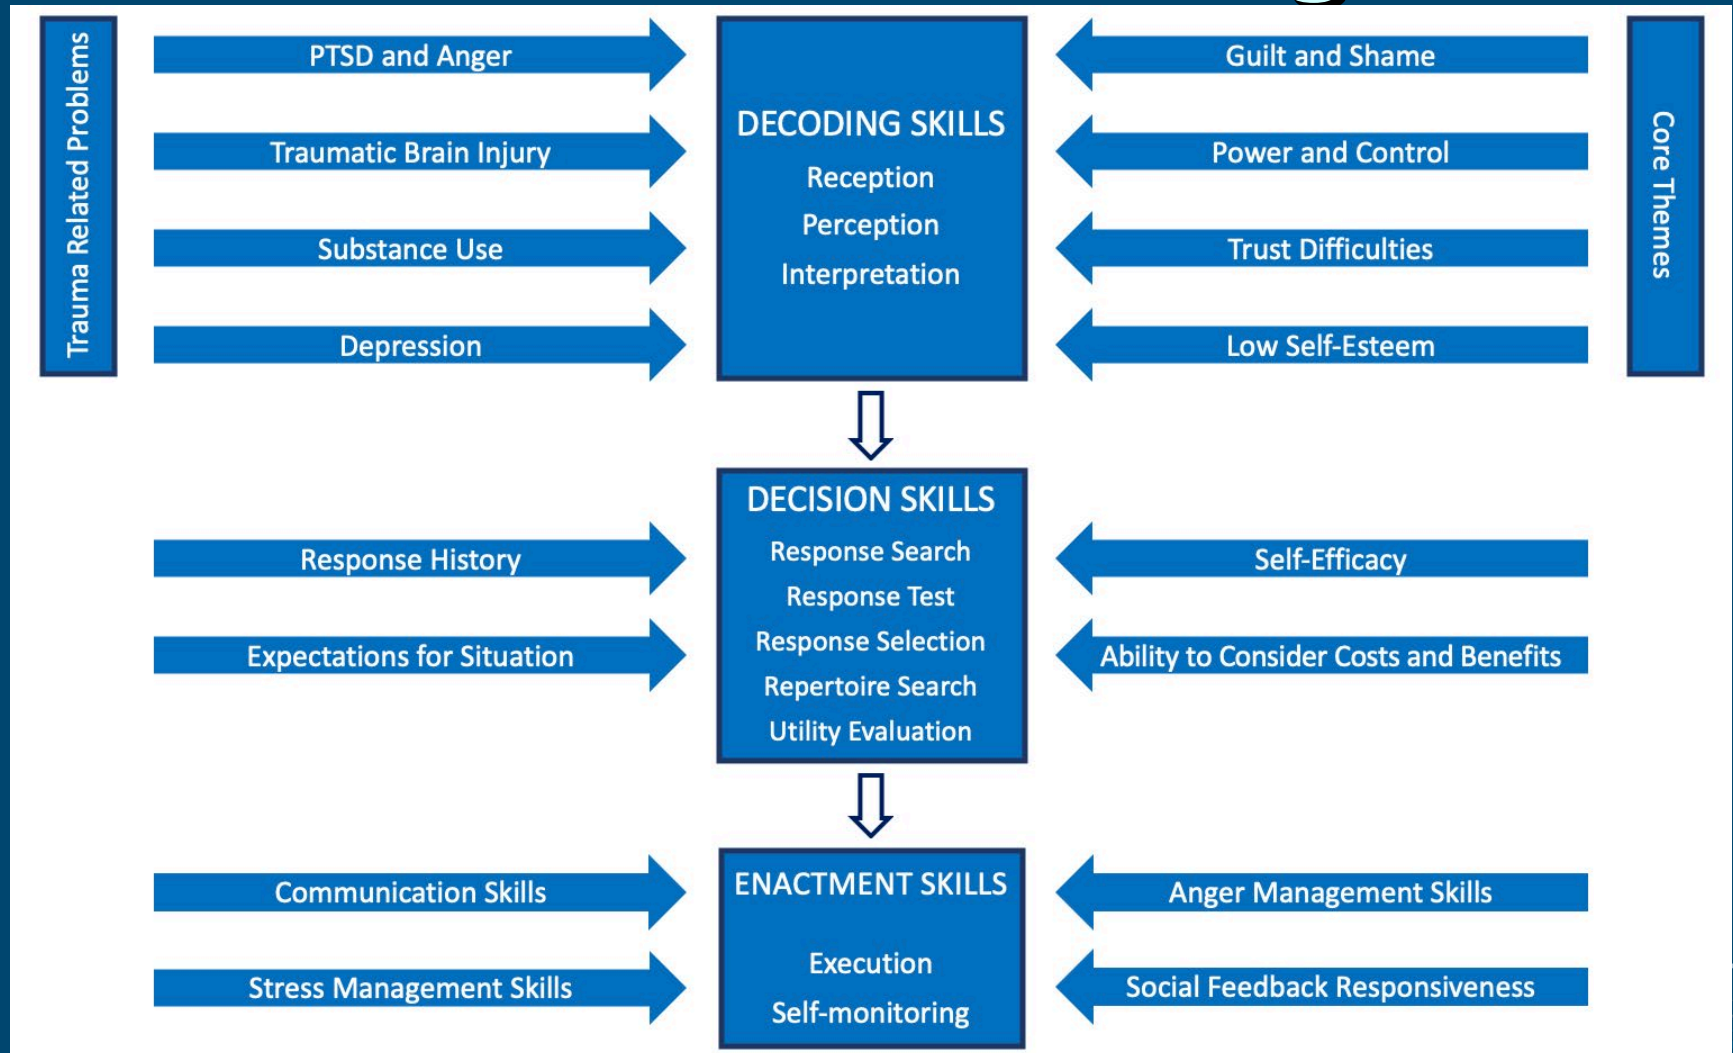 Trauma Related Problems
PTSD and Anger
Traumatic Brain Injury
Substance Use
Depression
DECODING SKILLS
Reception
Perception
Interpretation
Guilt and Shame
Power and Control
Trust Difficulties
Low Self-Esteem
Core Themes
Response History
Expectations for Situation
DECISION SKILLS
Response Search
Response Test
Response Selection
Repertoire Search
Utility Evaluation
Self-Efficacy
Ability to Consider Costs and Benefits
Communication Skills
Stress Management Skills
ENACTMENT SKILLS
Execution
Self-monitoring
Anger Management Skills
Social Feedback Responsiveness